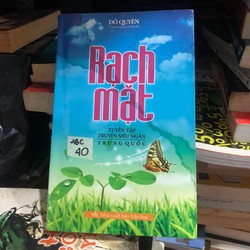 ĐỖ QUYÊN
Rạch
mặt
TUYỂN TẬP
TRUYỆN SIÊU NGẮN
TRUNG QUỐC
ABC
40